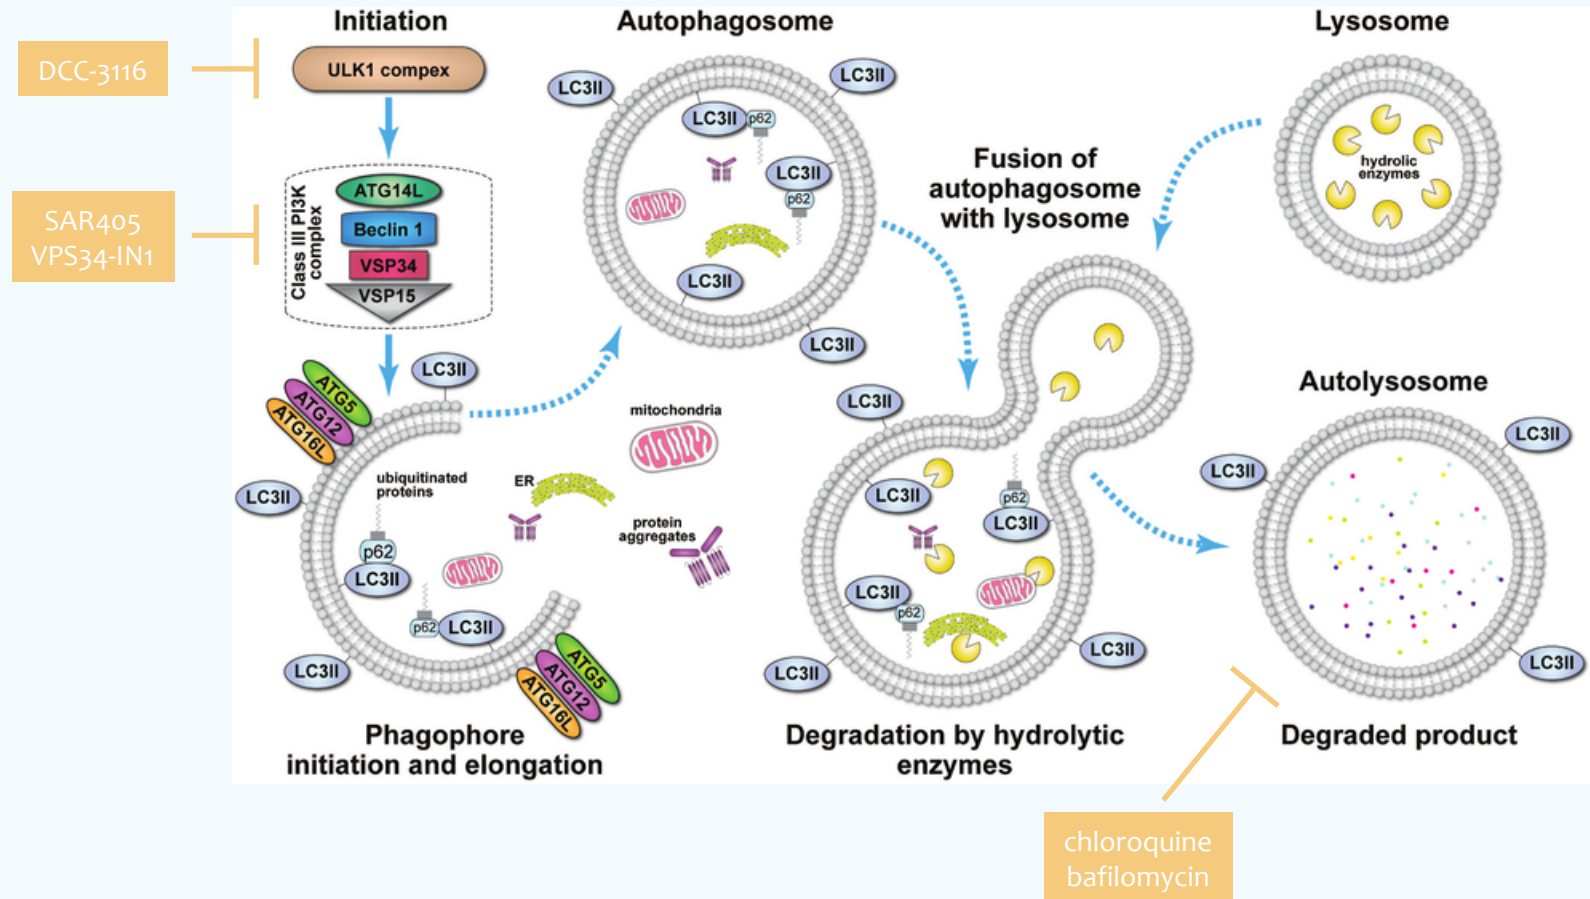 Initiation
DCC-3116
ULK1 compex
SAR405
VPS34-IN1
Class III PI3K
complex
ATG14L
Beclin 1
VSP34
VSP15
LC3II
ATG5
ATG12
ATG16L
LC3II
ubiquitinated
proteins
p62
LC3II
p62
LC3II
LC3II
ATG5
ATG12
ATG16L
Phagophore
initiation and elongation
ER
mitochondria
protein
aggregates
Autophagosome
LC3II
LC3II
LC3II
p62
LC3II
p62
LC3II
LC3II
Fusion of
autophagosome
with lysosome
Lysosome
hydrolic
enzymes
LC3II
LC3II
p62
LC3II
LC3II
p62
LC3II
LC3II
Degradation by hydrolytic
enzymes
Autolysosome
LC3II
LC3II
LC3II
Degraded product
chloroquine
bafilomycin